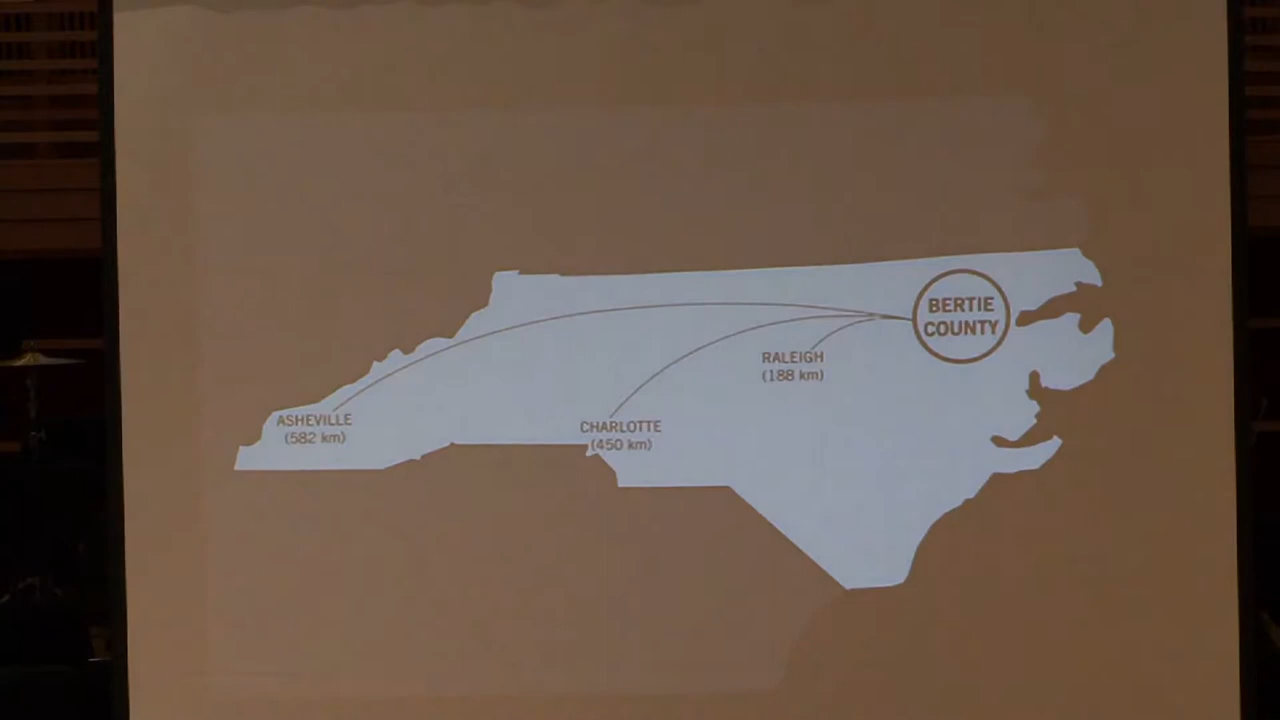 BERTIE
COUNTY
RALEIGH
(188 km)
ASHEVILLE
(582 km)
CHARLOTTE
(450 km)